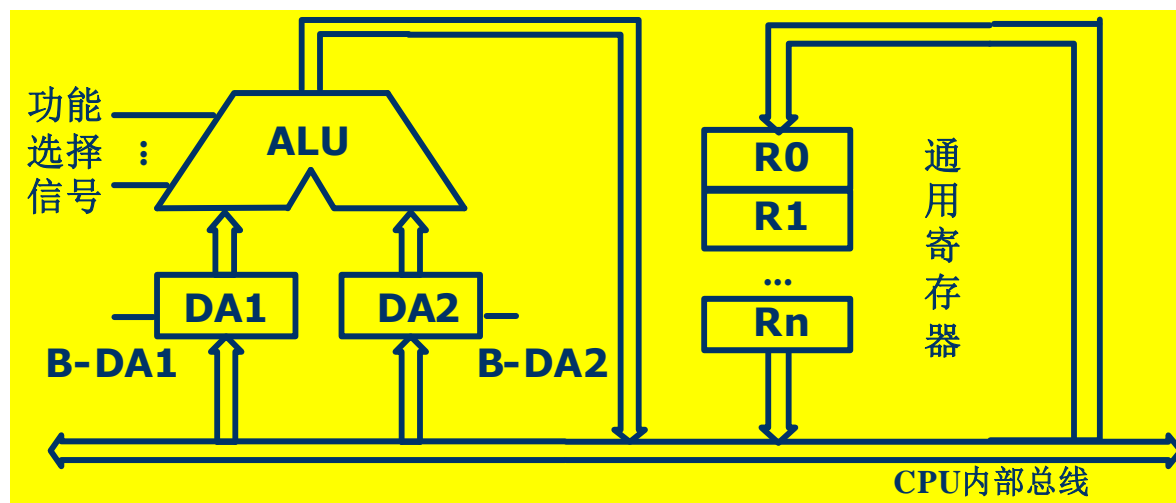 功能
选择
信号
ALU
DA1
DA2
B-DA1
B-DA2
R0
R1
...
Rn
通用寄存器
CPU内部总线